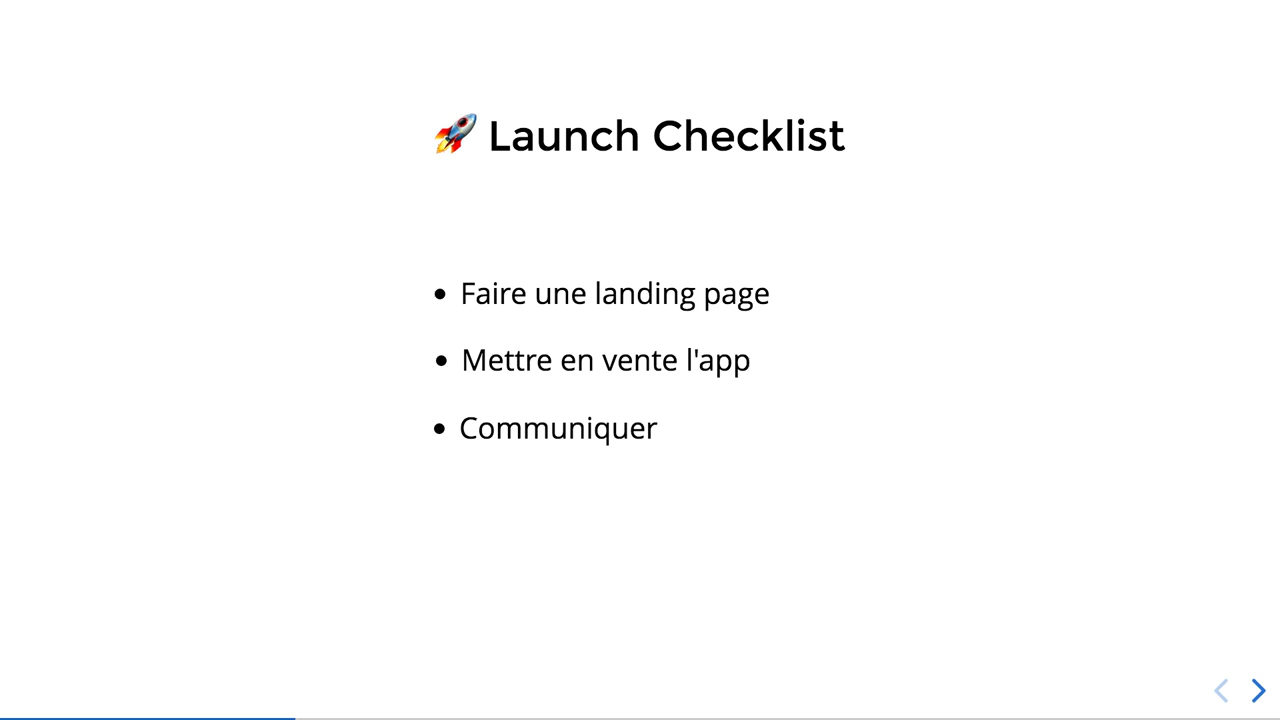 🚀 Launch Checklist
• Faire une landing page
• Mettre en vente l'app
• Communiquer